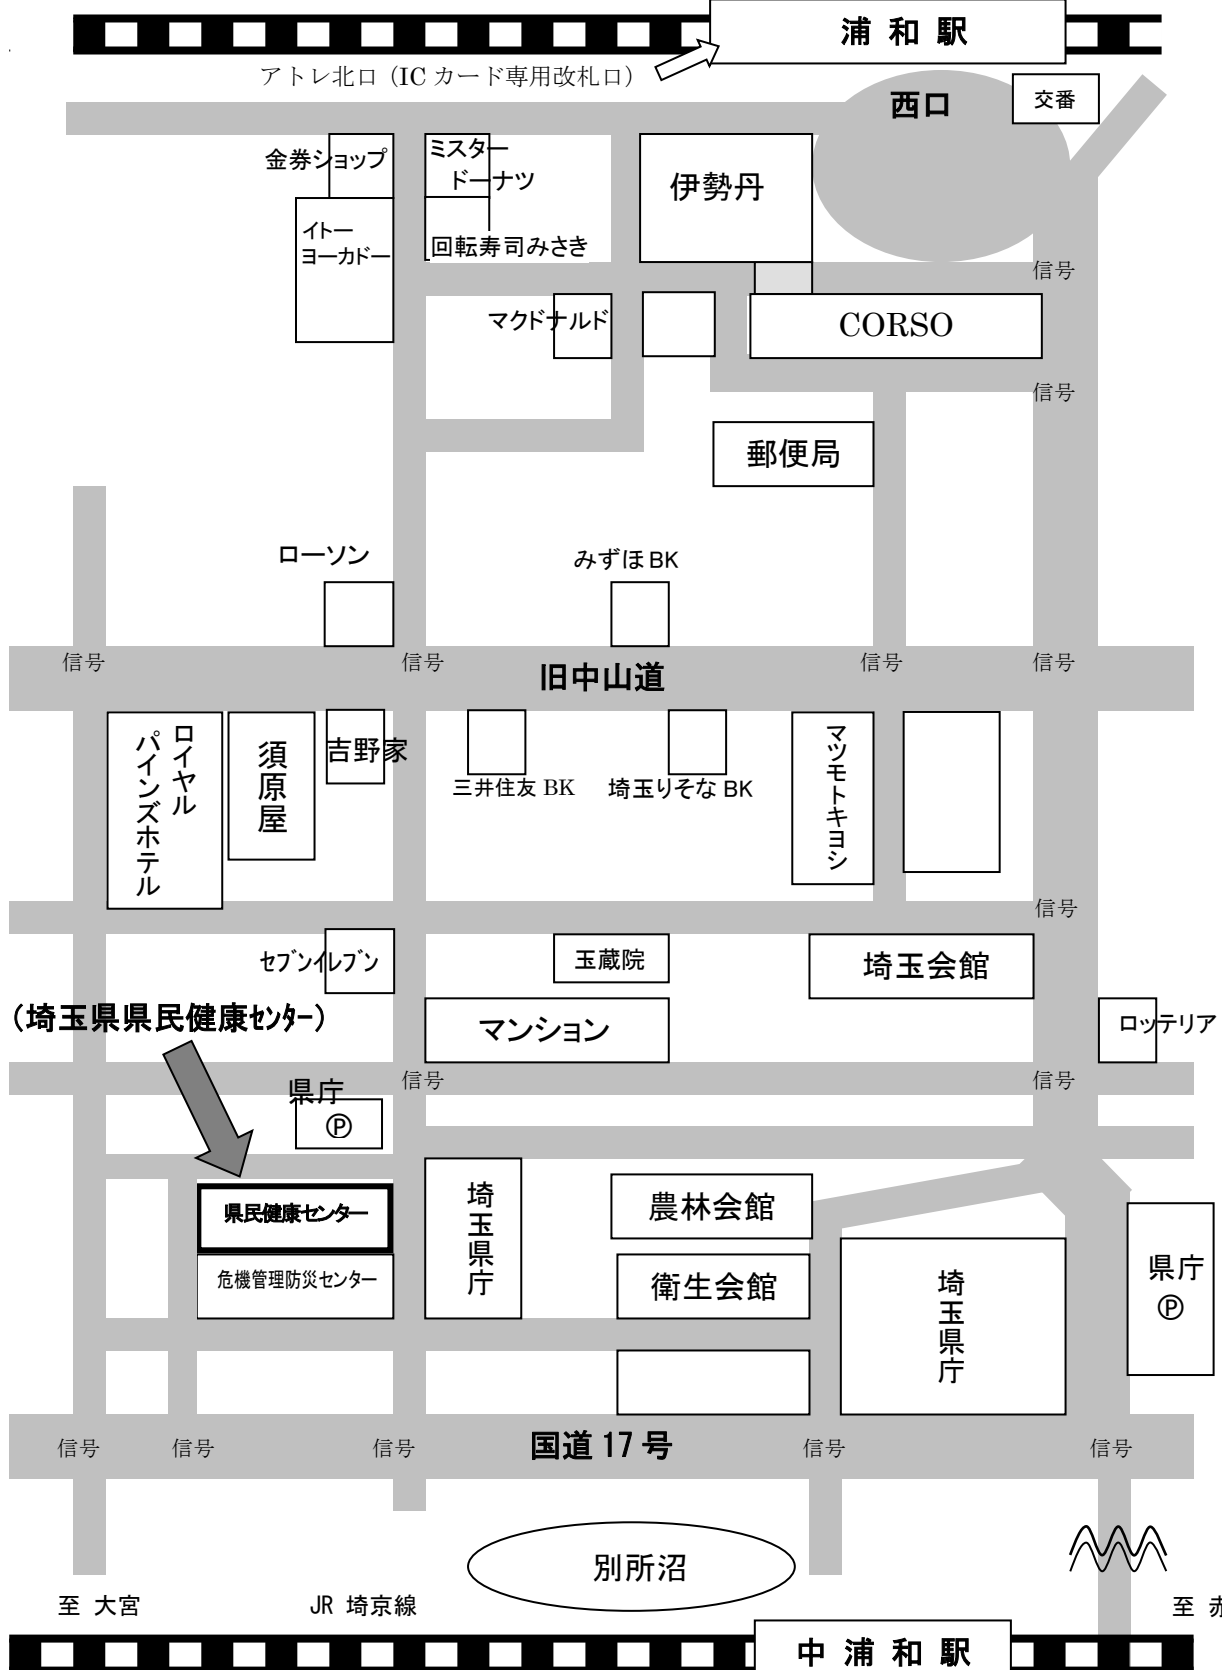 浦 和 駅
アトレ北口（ICカード専用改札口）
西口
交番
金券ショップ
ミスター
ドーナツ
伊勢丹
イトー
ヨーカドー
回転寿司みさき
信号
マクドナルド
CORSO
信号
郵便局
ローソン
みずほBK
信号
信号
旧中山道
信号
信号
ロイヤル
パインズホテル
須原屋
吉野家
三井住友 BK
埼玉りそな BK
マツモトキヨシ
信号
セブンイレブン
玉蔵院
埼玉会館
（埼玉県県民健康センター）
マンション
ロッテリア
信号
信号
県庁
Ⓟ
埼玉県庁
農林会館
県民健康センター
危機管理防災センター
衛生会館
埼玉県庁
県庁
Ⓟ
信号
信号
信号
国道 17 号
信号
信号
別所沼
至 大宮
JR 埼京線
至 赤
中 浦 和 駅